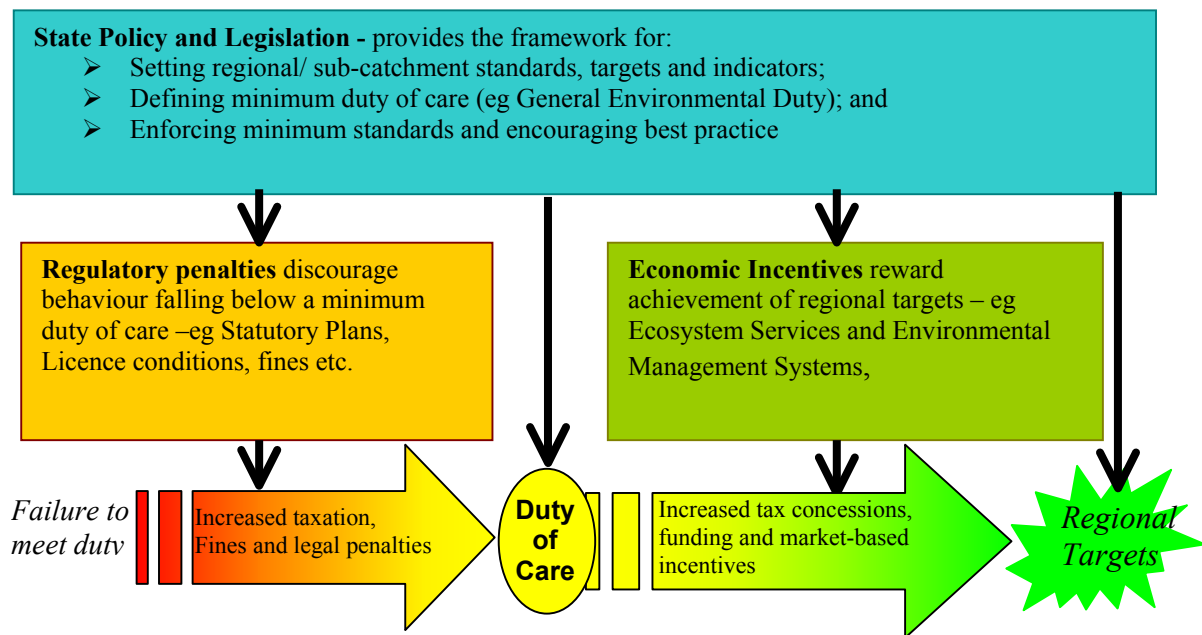 State Policy and Legislation - provides the framework for:
➢ Setting regional/ sub-catchment standards, targets and indicators;
➢ Defining minimum duty of care (eg General Environmental Duty); and
➢ Enforcing minimum standards and encouraging best practice
Regulatory penalties discourage
behaviour falling below a minimum
duty of care –eg Statutory Plans,
Licence conditions, fines etc.
Economic Incentives reward
achievement of regional targets – eg
Ecosystem Services and Environmental
Management Systems,
Failure to
meet duty
Increased taxation,
Fines and legal penalties
Duty
of
Care
Increased tax concessions,
funding and market-based
incentives
Regional
Targets